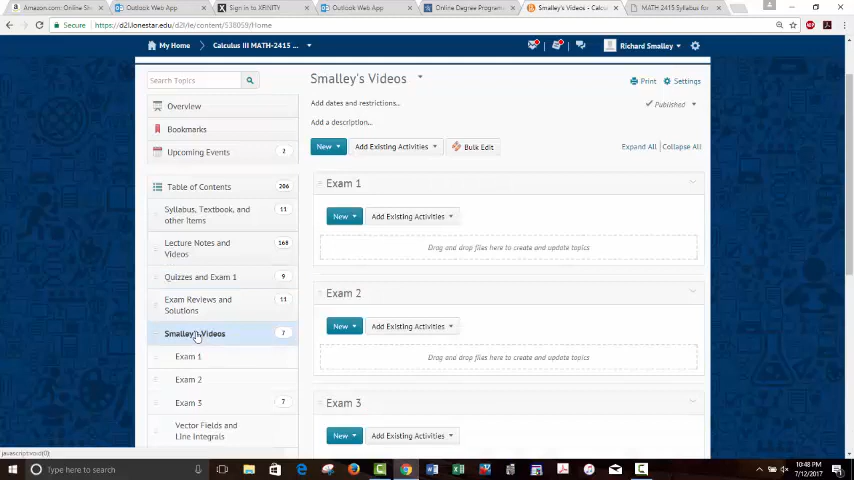 Amazon.com: Online Sh
Outlook Web App
Sign in to XFINITY
Outlook Web App
Online Degree Program
Smalley's Videos - Calcu
MATH 2415 Syllabus for
Secure
https://d2l.lonestar.edu/d2l/le/content/538059/Home
My Home
Calculus III MATH-2415 ...
Richard Smalley
Search Topics
Overview
Bookmarks
Upcoming Events
2
Table of Contents
206
Syllabus, Textbook, and
other Items
11
Lecture Notes and
Videos
168
Quizzes and Exam 1
9
Exam Reviews and
Solutions
11
Smalley's Videos
7
Exam 1
Exam 2
Exam 3
7
Vector Fields and
Line Integrals
javascript:void(0)
Smalley's Videos
Print
Settings
Add dates and restrictions...
Published
Add a description...
New
Add Existing Activities
Bulk Edit
Expand All | Collapse All
Exam 1
New
Add Existing Activities
Drag and drop files here to create and update topics
Exam 2
New
Add Existing Activities
Drag and drop files here to create and update topics
Exam 3
New
Add Existing Activities
Type here to search
10:48 PM
7/12/2017